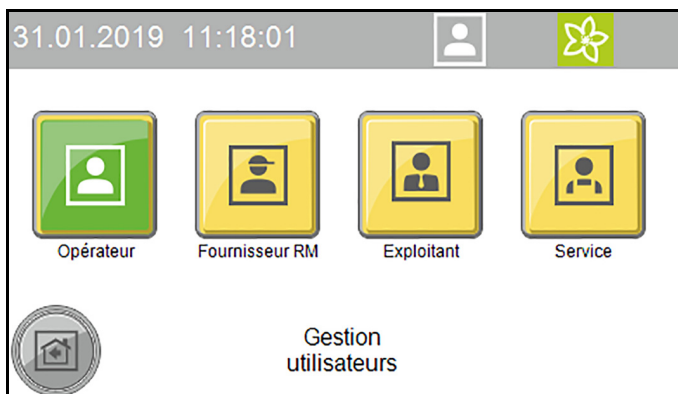 31.01.2019 11:18:01
Opérateur
Fournisseur RM
Exploitant
Service
Gestion
utilisateurs